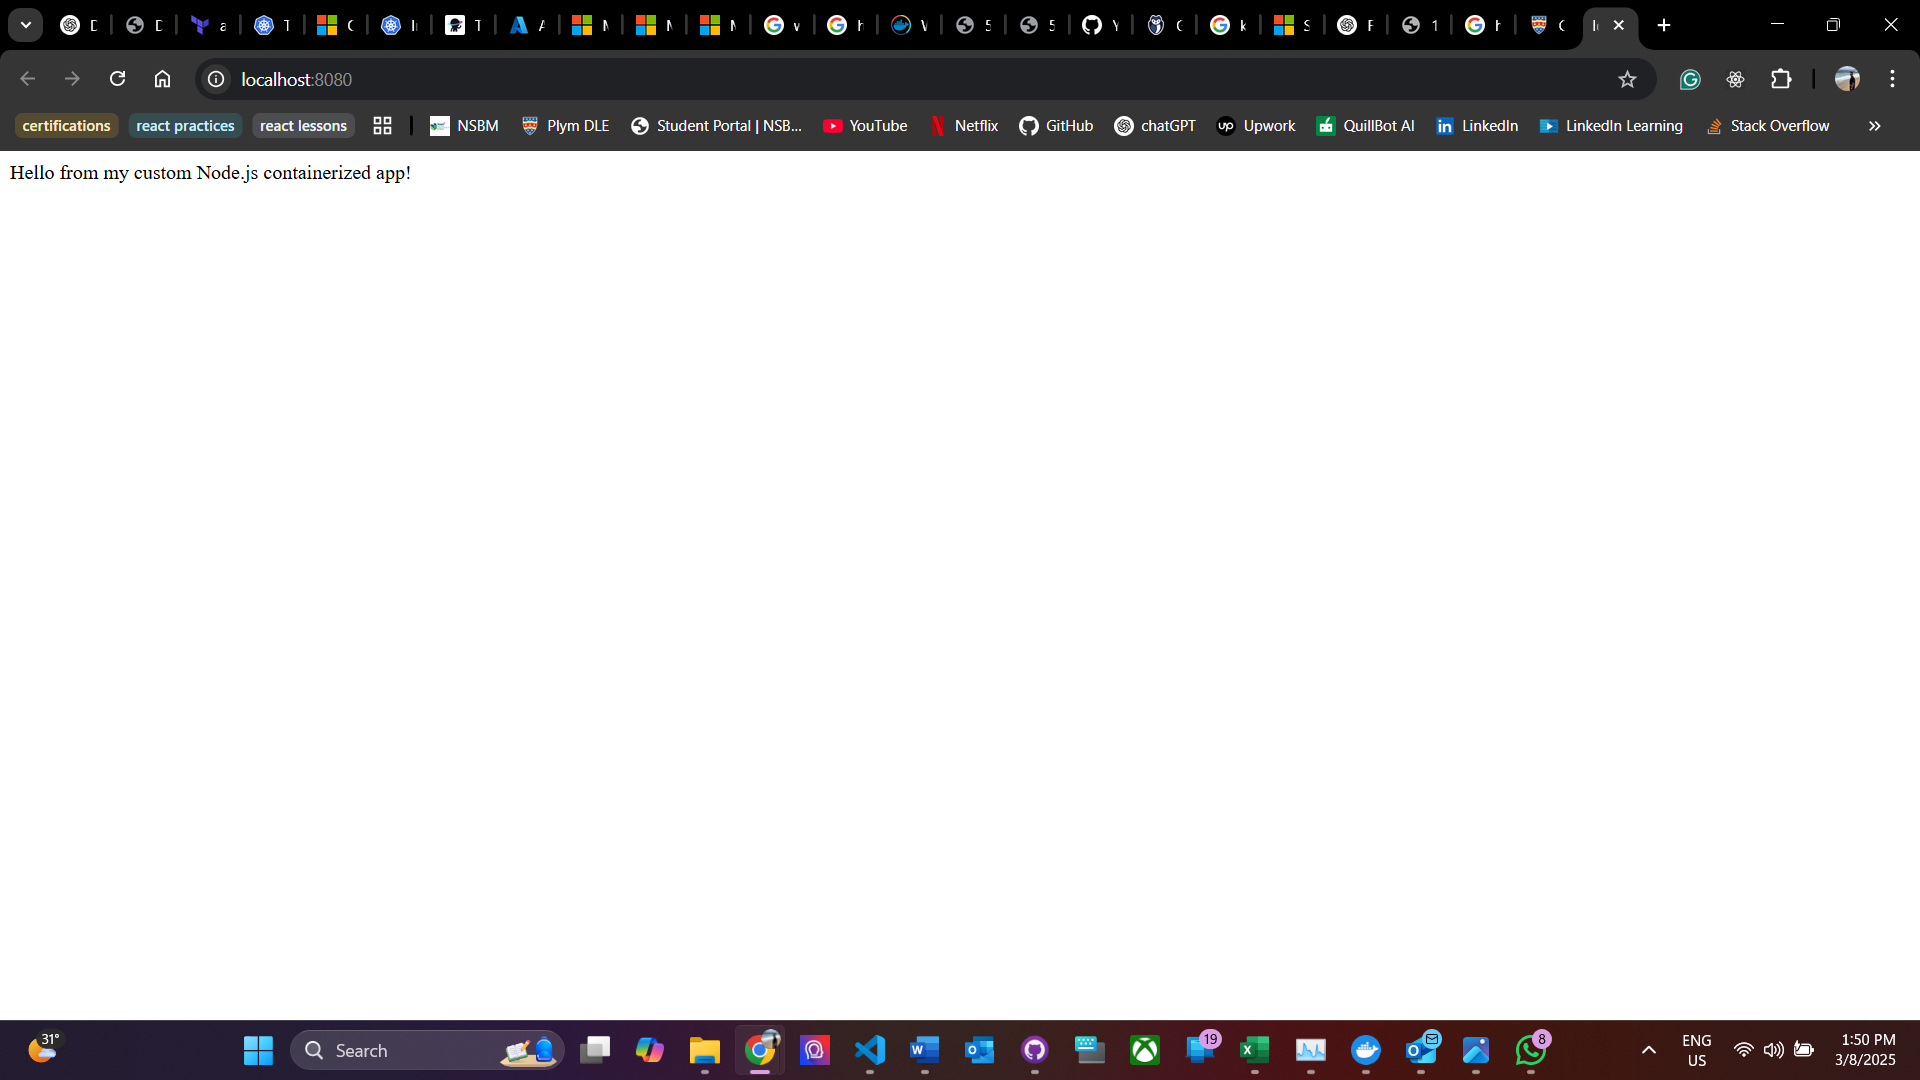 localhost:8080
certifications react practices react lessons NSBM Plym DLE Student Portal | NSB... YouTube Netflix GitHub chatGPT Upwork QuillBot AI LinkedIn LinkedIn Learning Stack Overflow »
Hello from my custom Node.js containerized app!
31°
Search
19
8
ENG
US
1:50 PM
3/8/2025